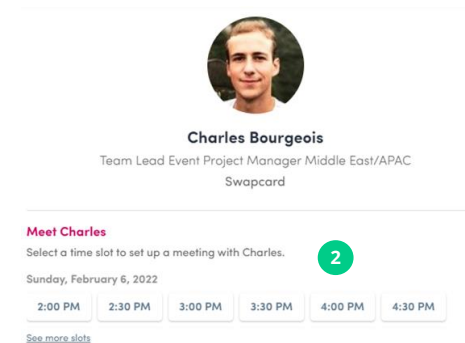 Charles Bourgeois
Team Lead Event Project Manager Middle East/APAC
Swapcard
Meet Charles
Select a time slot to set up a meeting with Charles.
2
Sunday, February 6, 2022
2:00 PM 2:30 PM 3:00 PM 3:30 PM 4:00 PM 4:30 PM
See more slots